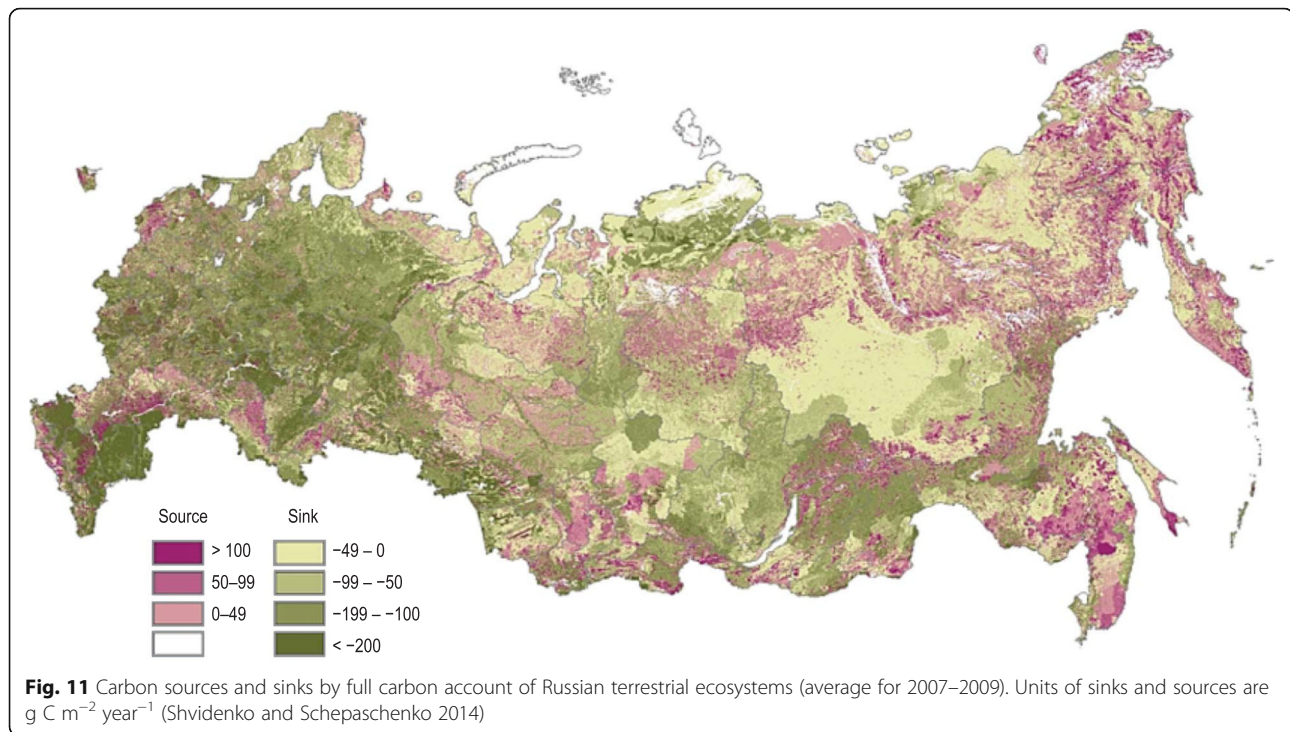 Source Sink
> 100 −49 – 0
50–99 −99 – −50
0–49 −199 – −100
< −200
Fig. 11 Carbon sources and sinks by full carbon account of Russian terrestrial ecosystems (average for 2007–2009). Units of sinks and sources are
g C m−2 year−1 (Shvidenko and Schepaschenko 2014)